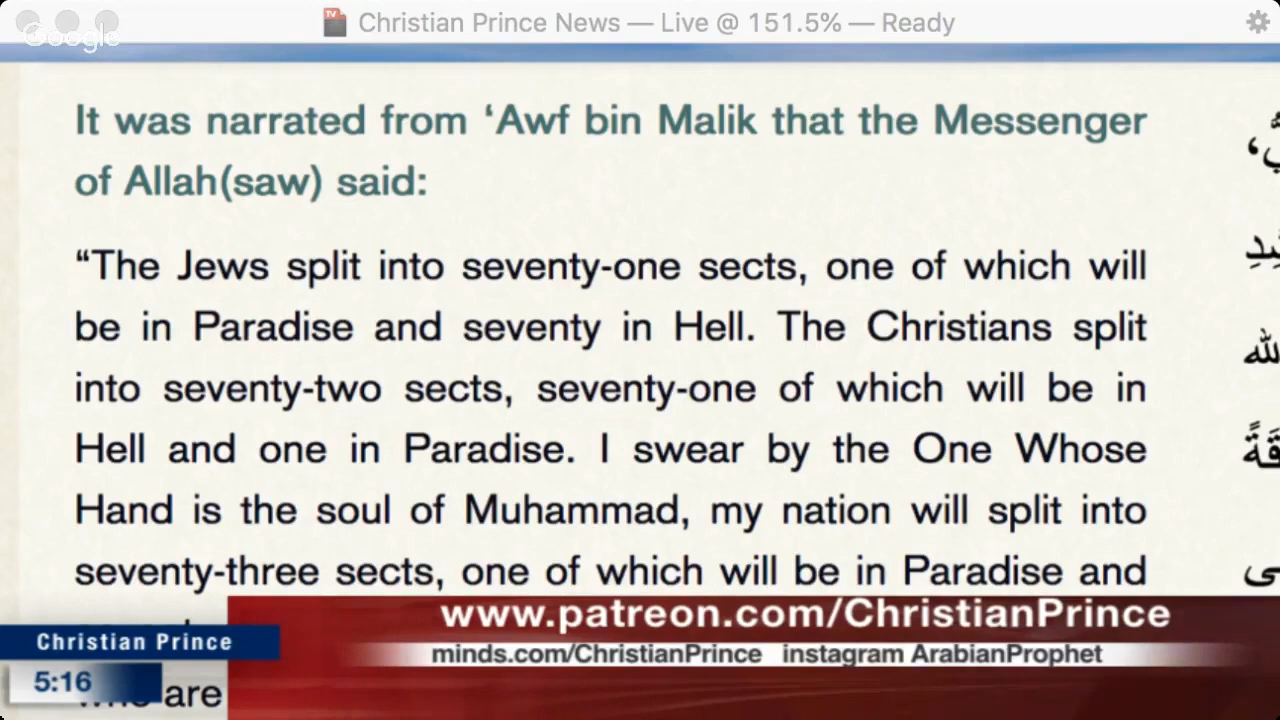 Christian Prince News — Live @ 151.5% — Ready
Google
It was narrated from ‘Awf bin Malik that the Messenger
of Allah(saw) said:
“The Jews split into seventy-one sects, one of which will
be in Paradise and seventy in Hell. The Christians split
into seventy-two sects, seventy-one of which will be in
Hell and one in Paradise. I swear by the One Whose
Hand is the soul of Muhammad, my nation will split into
seventy-three sects, one of which will be in Paradise and
are
www.patreon.com/ChristianPrince
Christian Prince
minds.com/ChristianPrince instagram ArabianProphet
5:16